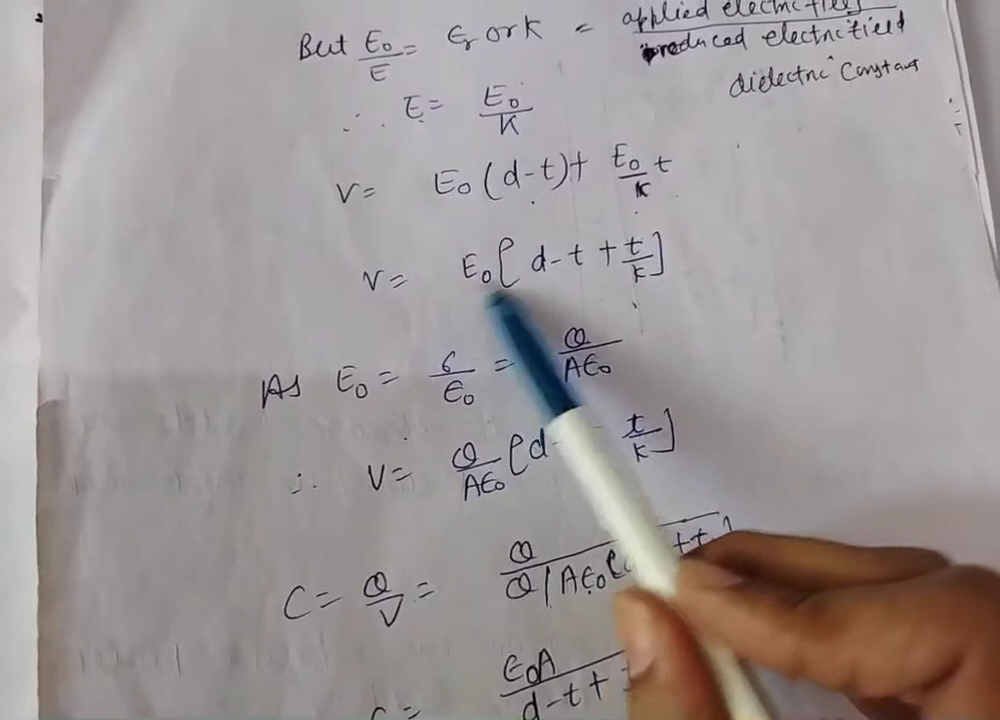 But E₀/E = εr or K = applied electric field / reduced electric field
dielectric Constant
∴ E = E₀/K
V = E₀(d-t) + E₀/K t
V = E₀[d-t + t/K]
As E₀ = σ/ε₀ = Q/Aε₀
∴ V = Q/Aε₀ [d- t/K]
C = Q/V = Q / Q/Aε₀[ +t
C = ε₀A / d-t+